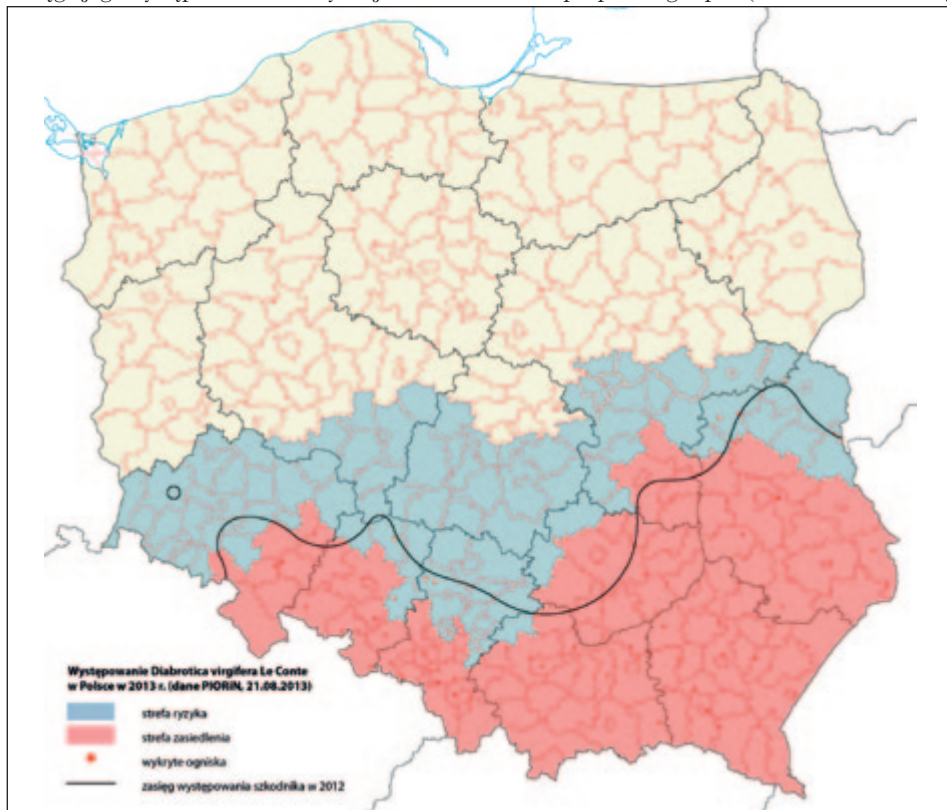 Występowanie Diabrotica virgifera Le Conte
w Polsce w 2013 r. (dane PIORiN, 21.08.2013)
strefa ryzyka
strefa zasiedlenia
wykryte ogniska
zasięg występowania szkodnika w 2012